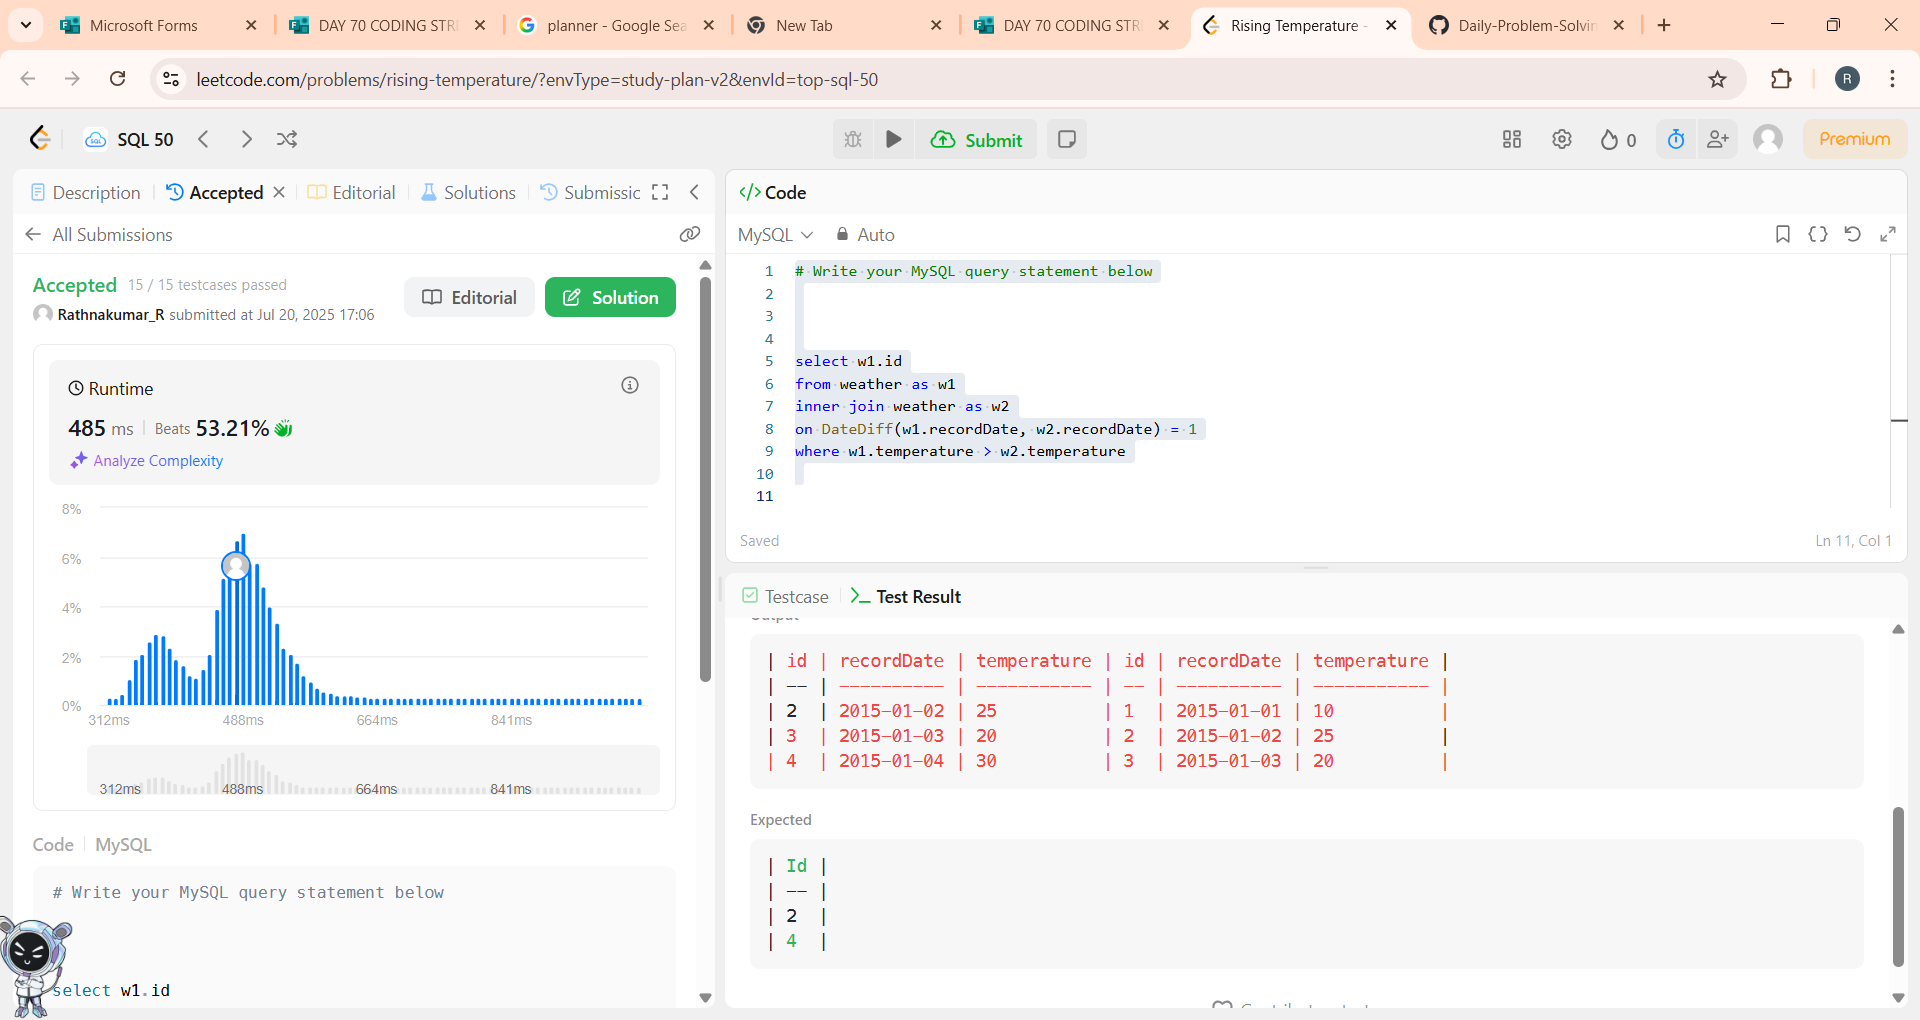 Microsoft Forms
DAY 70 CODING STR
planner - Google Sea
New Tab
DAY 70 CODING STR
Rising Temperature -
Daily-Problem-Solvin
leetcode.com/problems/rising-temperature/?envType=study-plan-v2&envId=top-sql-50
R
SQL
SQL 50
Submit
0
Premium
Description
Accepted
Editorial
Solutions
Submissic
All Submissions
Accepted 15 / 15 testcases passed
Rathnakumar_R submitted at Jul 20, 2025 17:06
Editorial
Solution
Runtime
485 ms Beats 53.21%
Analyze Complexity
8%
6%
4%
2%
0%
312ms 488ms 664ms 841ms
312ms 488ms 664ms 841ms
Code MySQL
# Write your MySQL query statement below
select w1.id
</> Code
MySQL Auto
1 # Write your MySQL query statement below
2
3
4
5 select w1.id
6 from weather as w1
7 inner join weather as w2
8 on DateDiff(w1.recordDate, w2.recordDate) = 1
9 where w1.temperature > w2.temperature
10
11
Saved
Ln 11, Col 1
Testcase
Test Result
Output
| id | recordDate | temperature | id | recordDate | temperature |
| -- | ---------- | ----------- | -- | ---------- | ----------- |
| 2 | 2015-01-02 | 25 | 1 | 2015-01-01 | 10 |
| 3 | 2015-01-03 | 20 | 2 | 2015-01-02 | 25 |
| 4 | 2015-01-04 | 30 | 3 | 2015-01-03 | 20 |
Expected
| Id |
| -- |
| 2 |
| 4 |